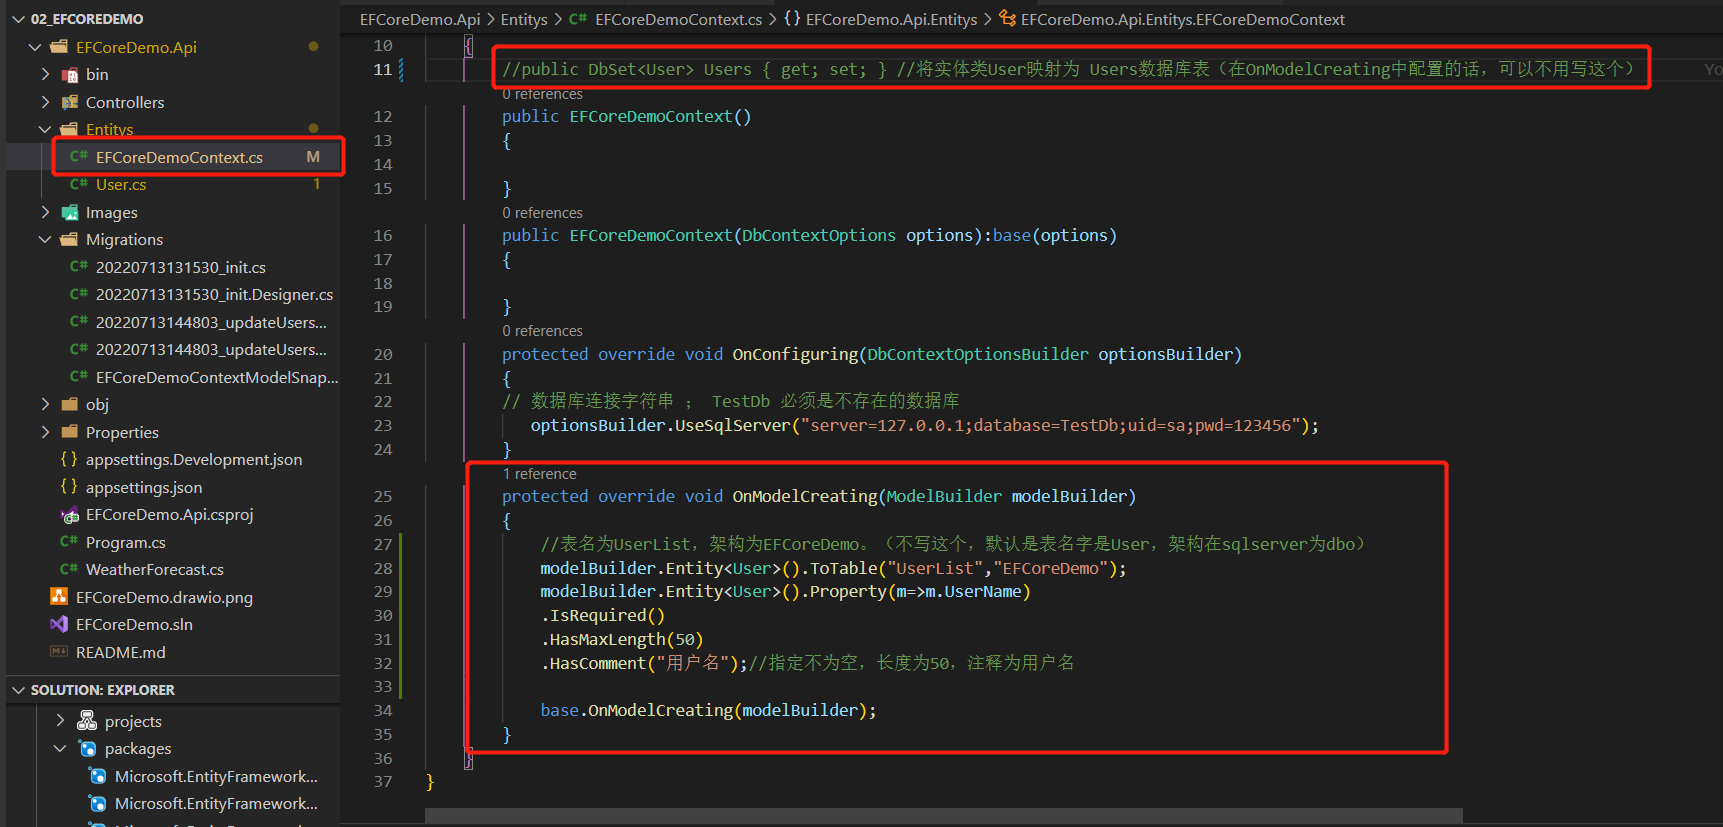 02_EFCOREDEMO
EFCoreDemo.Api
bin
Controllers
Entitys
C# EFCoreDemoContext.cs M
C# User.cs 1
Images
Migrations
C# 20220713131530_init.cs
C# 20220713131530_init.Designer.cs
C# 20220713144803_updateUsers...
C# 20220713144803_updateUsers...
C# EFCoreDemoContextModelSnap...
obj
Properties
{} appsettings.Development.json
{} appsettings.json
EFCoreDemo.Api.csproj
C# Program.cs
C# WeatherForecast.cs
EFCoreDemo.drawio.png
EFCoreDemo.sln
README.md
SOLUTION: EXPLORER
projects
packages
Microsoft.EntityFramework...
Microsoft.EntityFramework...
EFCoreDemo.Api > Entitys > C# EFCoreDemoContext.cs > {} EFCoreDemo.Api.Entitys > EFCoreDemo.Api.Entitys.EFCoreDemoContext
10 {
11 //public DbSet<User> Users { get; set; } //将实体类User映射为 Users数据库表（在OnModelCreating中配置的话，可以不用写这个） Yo
0 references
12 public EFCoreDemoContext()
13 {
14
15 }
0 references
16 public EFCoreDemoContext(DbContextOptions options):base(options)
17 {
18
19 }
0 references
20 protected override void OnConfiguring(DbContextOptionsBuilder optionsBuilder)
21 {
22 // 数据库连接字符串 ； TestDb 必须是不存在的数据库
23 optionsBuilder.UseSqlServer("server=127.0.0.1;database=TestDb;uid=sa;pwd=123456");
24 }
1 reference
25 protected override void OnModelCreating(ModelBuilder modelBuilder)
26 {
27 //表名为UserList，架构为EFCoreDemo。（不写这个，默认是表名字是User，架构在sqlserver为dbo）
28 modelBuilder.Entity<User>().ToTable("UserList","EFCoreDemo");
29 modelBuilder.Entity<User>().Property(m=>m.UserName)
30 .IsRequired()
31 .HasMaxLength(50)
32 .HasComment("用户名");//指定不为空，长度为50，注释为用户名
33
34 base.OnModelCreating(modelBuilder);
35 }
36 }
37 }